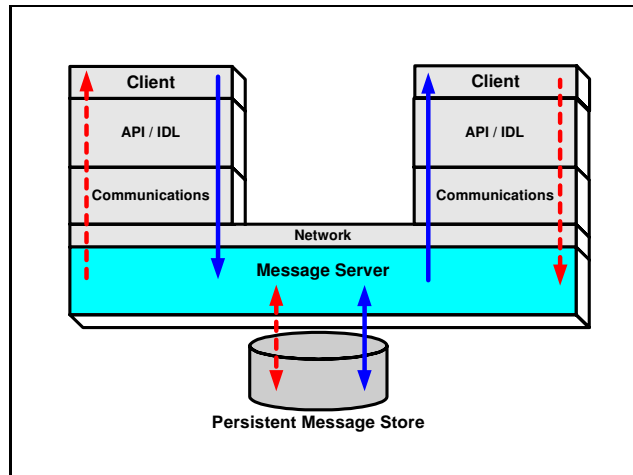 Client
API / IDL
Communications
Client
API / IDL
Communications
Network
Message Server
Persistent Message Store